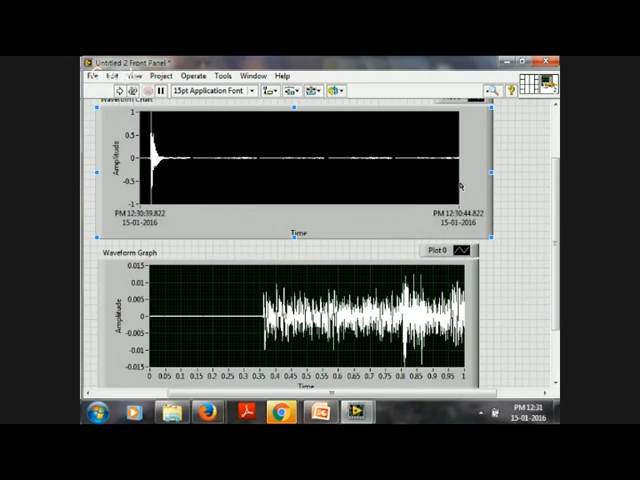 Untitled 2 Front Panel *
File Edit View Project Operate Tools Window Help
15pt Application Font
Waveform Chart
1
0.5
0
-0.5
-1
Amplitude
PM 12:30:39.822
15-01-2016
PM 12:30:44.822
15-01-2016
Time
Waveform Graph
Plot 0
0.015
0.01
0.005
0
-0.005
-0.01
-0.015
Amplitude
0 0.05 0.1 0.15 0.2 0.25 0.3 0.35 0.4 0.45 0.5 0.55 0.6 0.65 0.7 0.75 0.8 0.85 0.9 0.95 1
Time
PM 12:31
15-01-2016